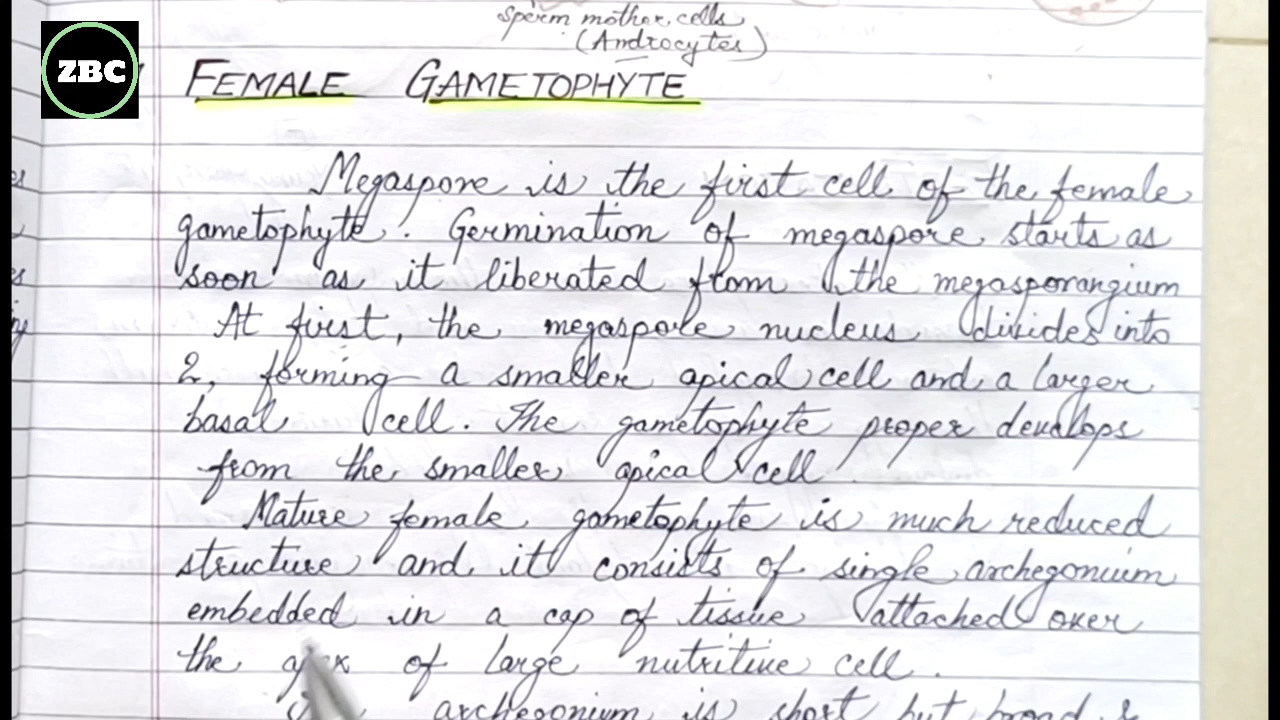 sperm mother cells
(Androcytes)
ZBC
FEMALE GAMETOPHYTE
Megaspore is the first cell of the female
gametophyte. Germination of megaspore starts as
soon as it liberated from the megasporangium
At first, the megaspore nucleus divides into
2, forming a smaller apical cell and a larger
basal cell. The gametophyte proper develops
from the smaller apical cell.
Mature female gametophyte is much reduced
structure and it consists of single archegonium
embedded in a cap of tissue attached over
the apex of large nutritive cell.
archegonium is short but broad &